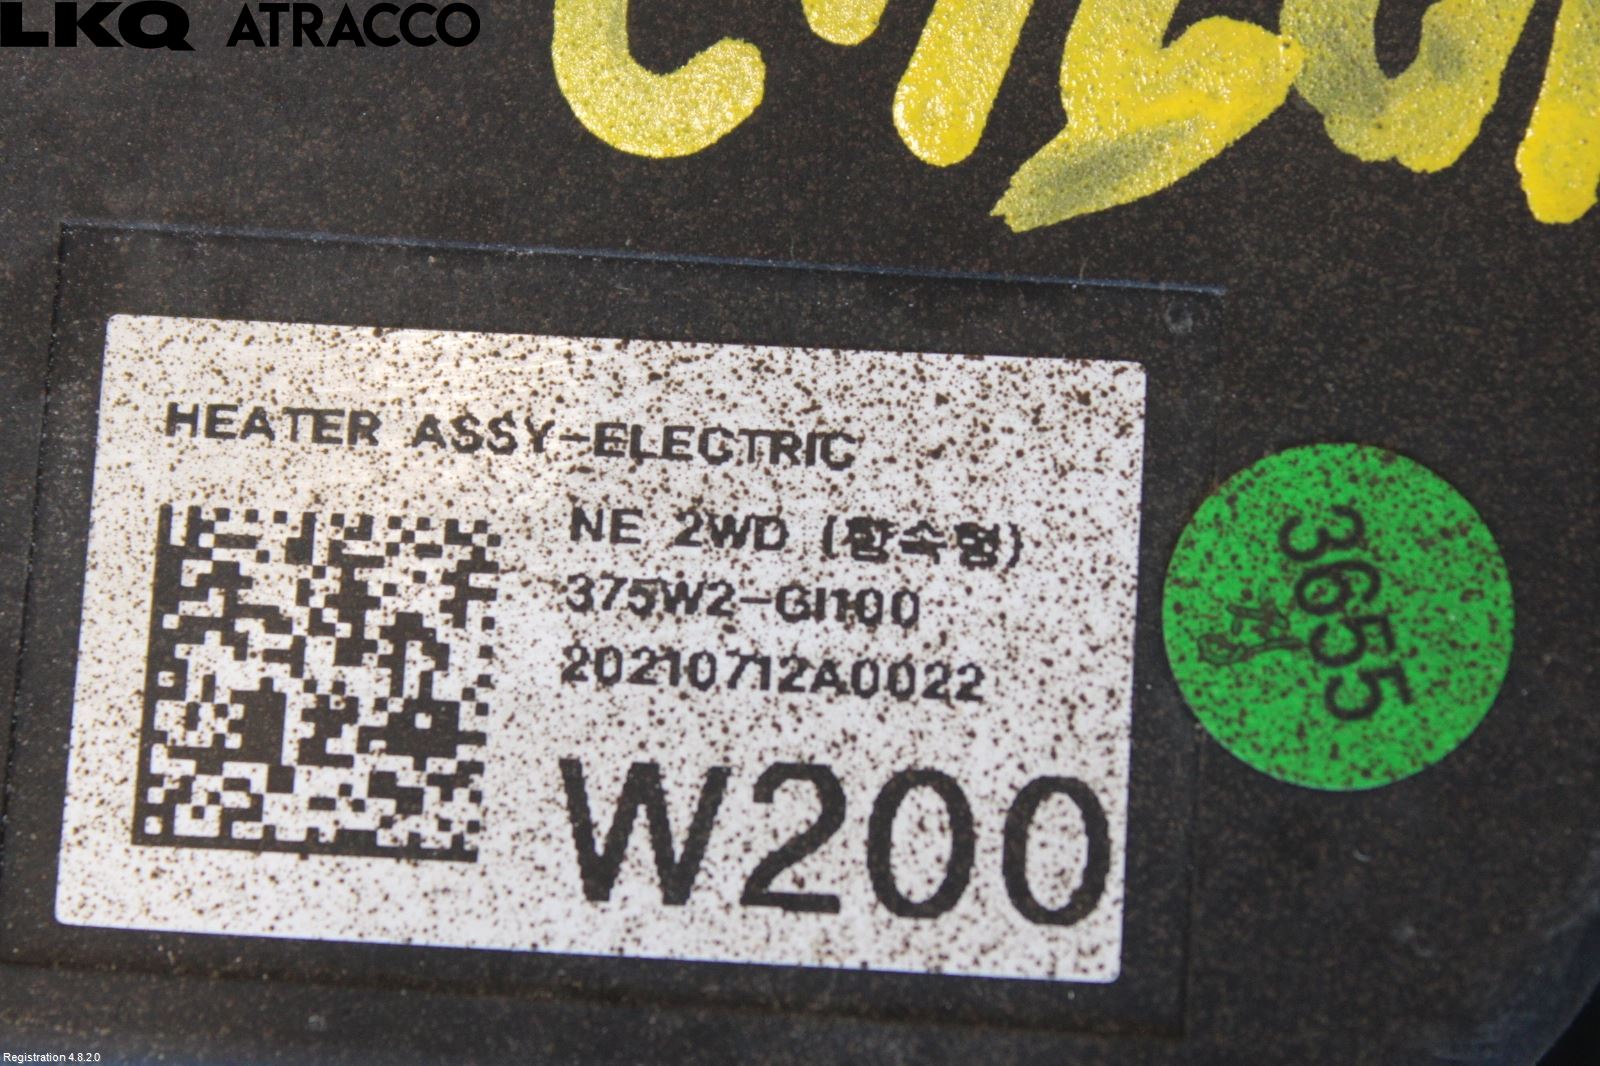 LKQ ATRACCO
HEATER ASSY-ELECTRIC
NE 2WD (항속형)
375W2-GI100
20210712A0022
W200
3655
Registration 4.8.2.0